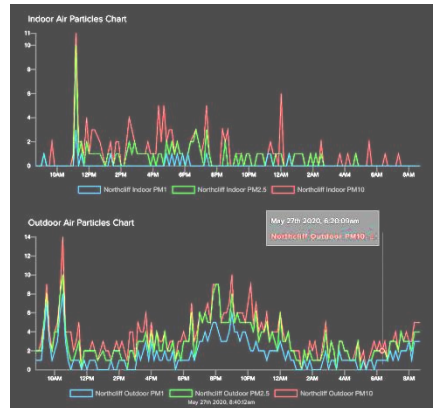 Indoor Air Particles Chart
11
10
8
6
4
2
0
10AM 12PM 2PM 4PM 6PM 8PM 10PM 12AM 2AM 4AM 6AM 8AM
Northcliff Indoor PM1 Northcliff Indoor PM2.5 Northcliff Indoor PM10
May 27th 2020, 6:20:09am
Northcliff Outdoor PM10
Outdoor Air Particles Chart
14
12
10
8
6
4
2
0
10AM 12PM 2PM 4PM 6PM 8PM 10PM 12AM 2AM 4AM 6AM 8AM
Northcliff Outdoor PM1 Northcliff Outdoor PM2.5 Northcliff Outdoor PM10
May 27th 2020, 8:40:12am